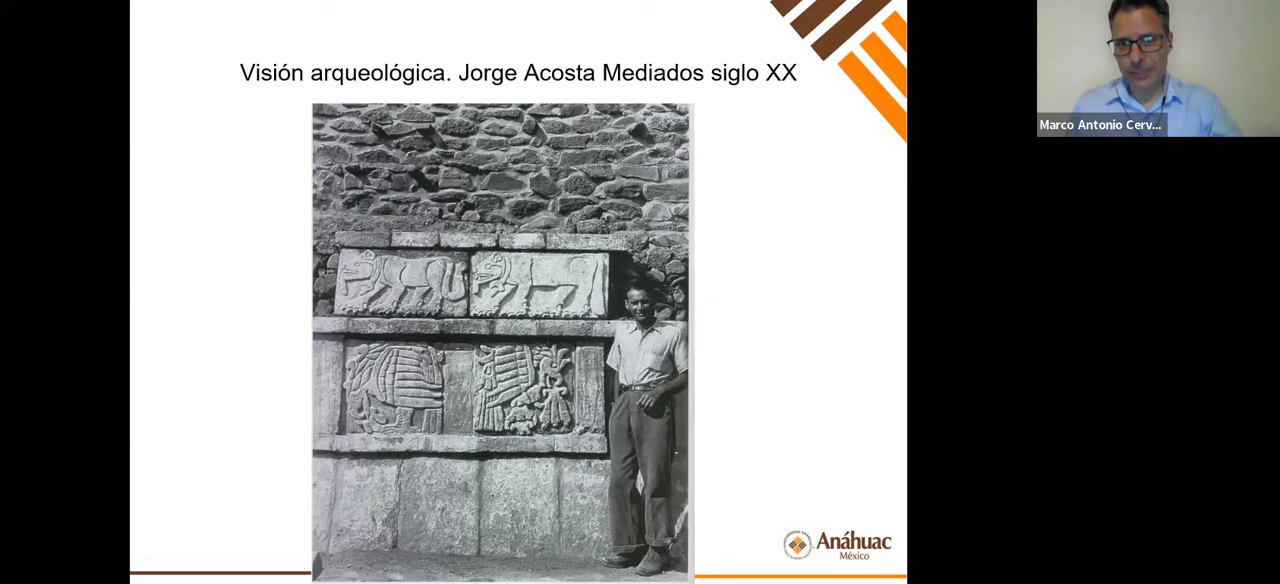 Visión arqueológica. Jorge Acosta Mediados siglo XX
Marco Antonio Cerv...
Anáhuac
México